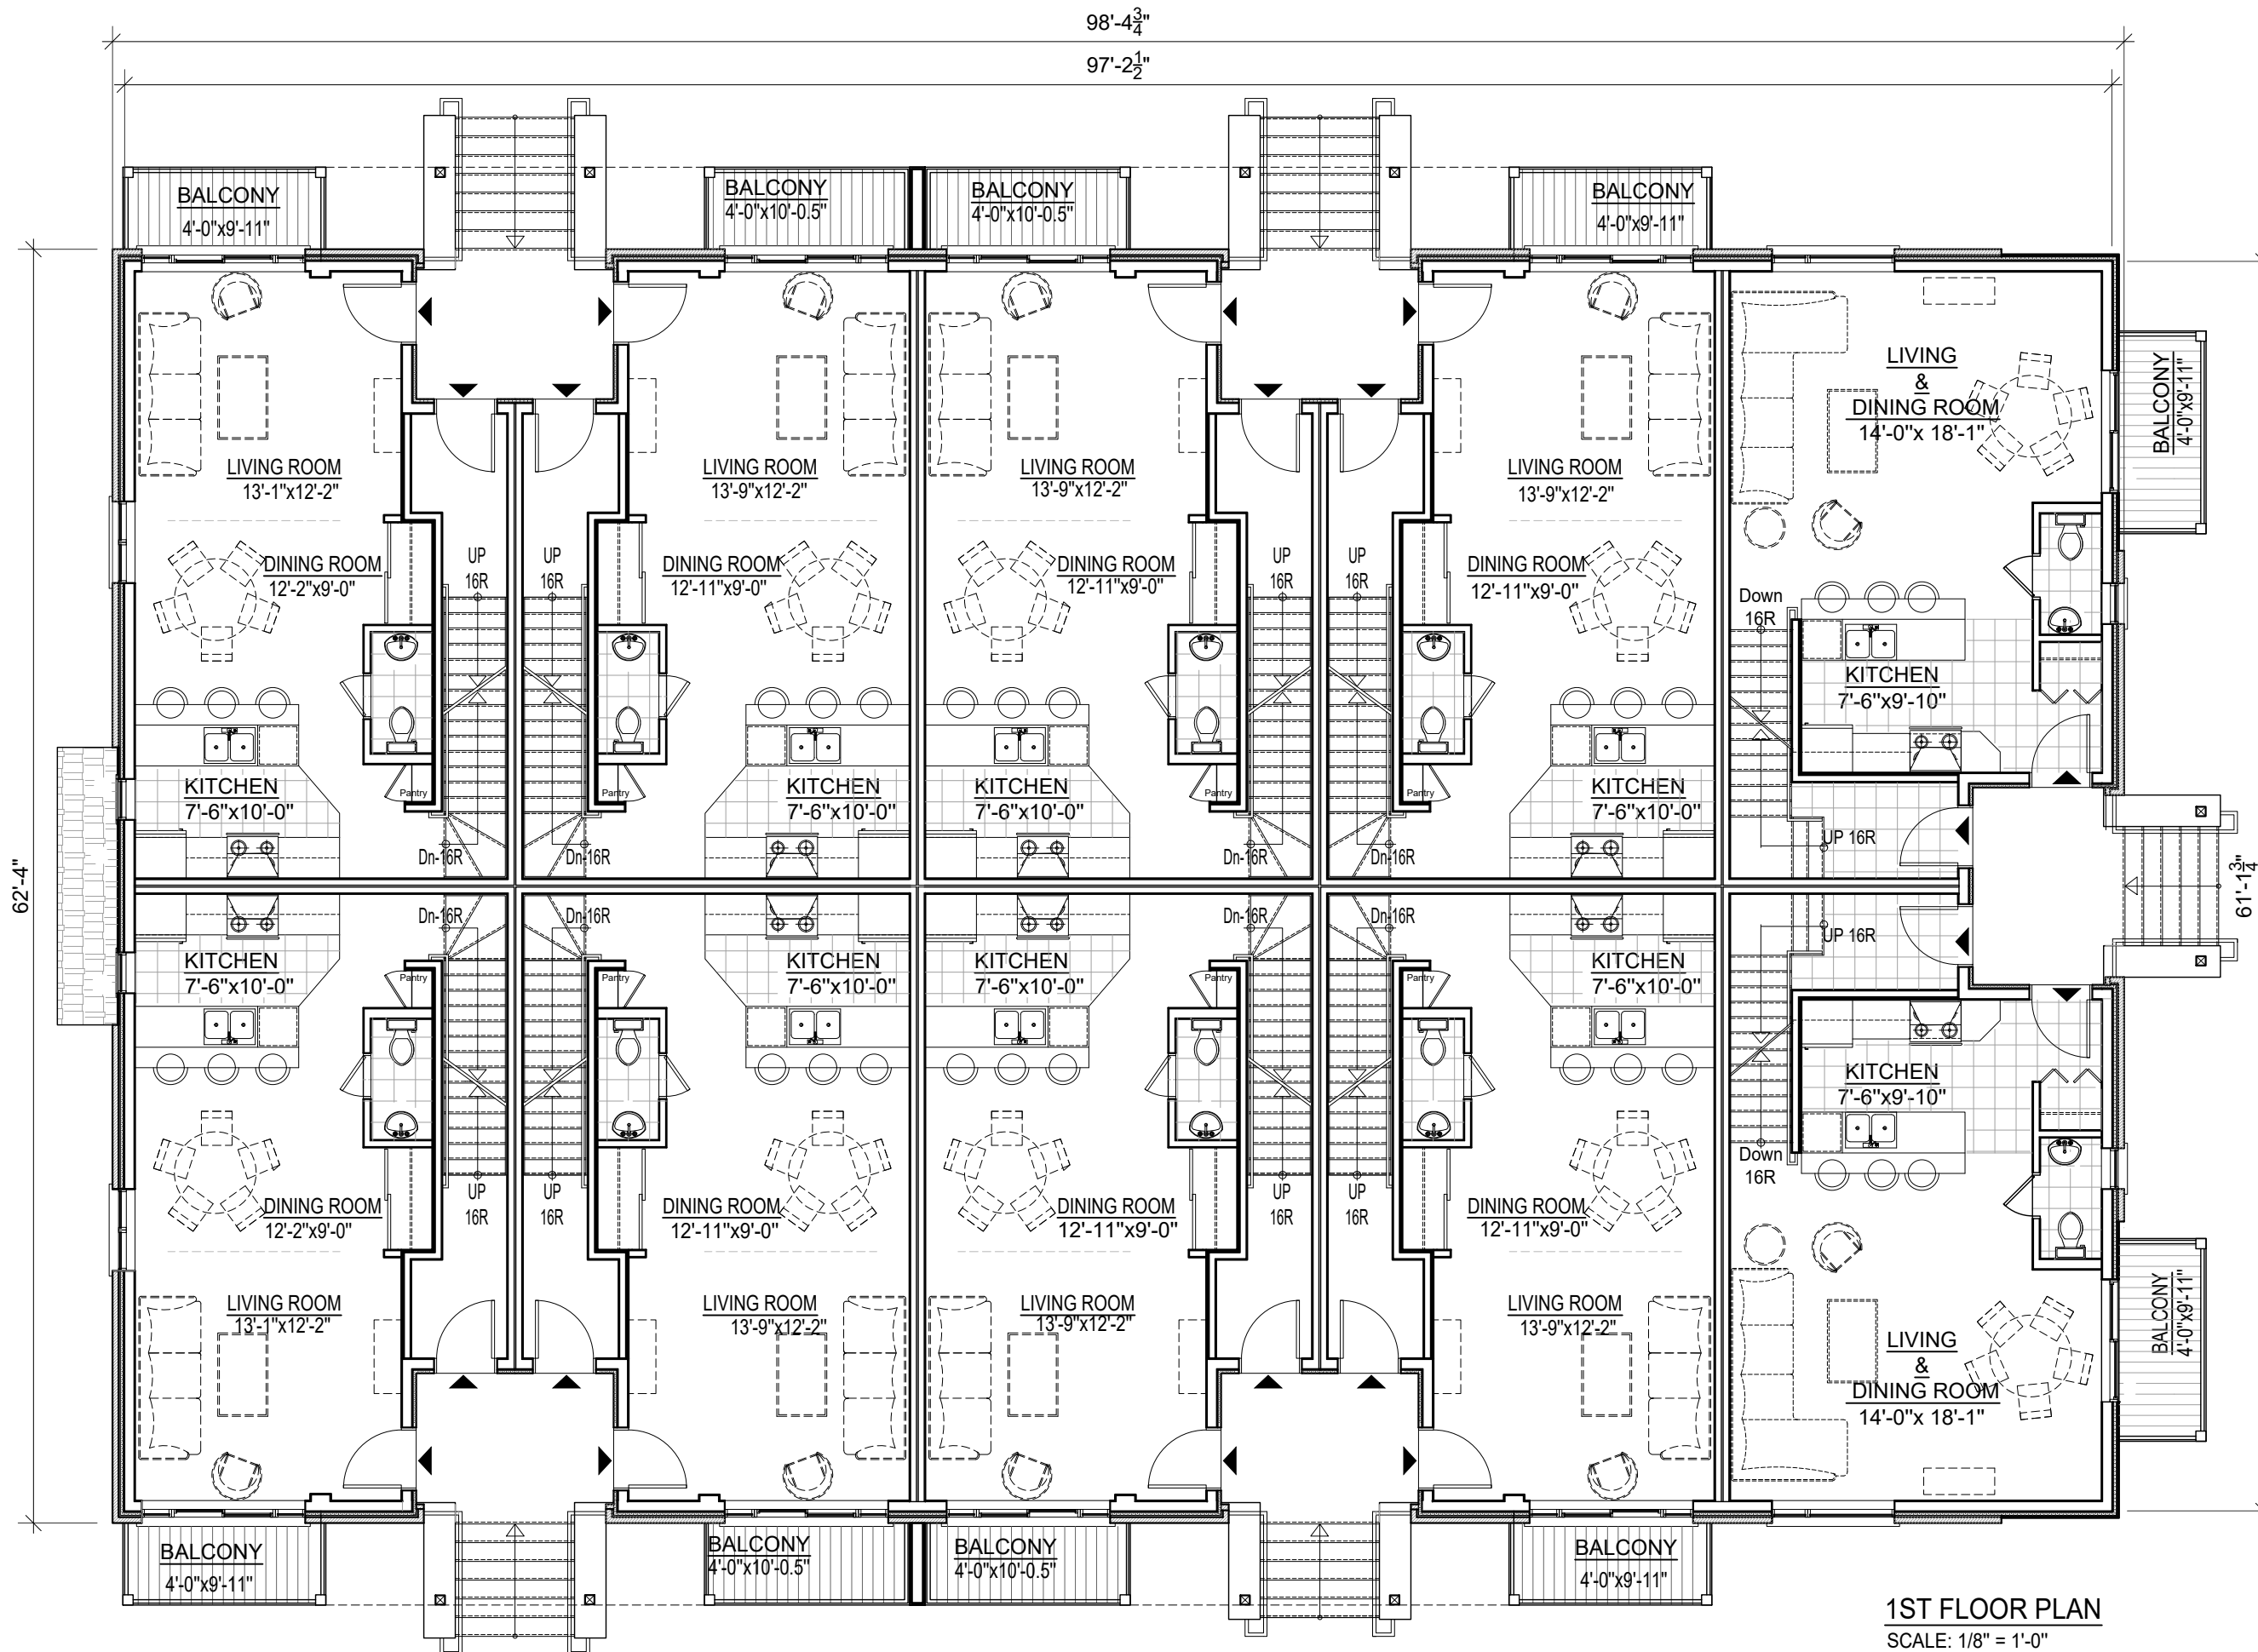 98'-4 3/4"
97'-2 1/2"
BALCONY
4'-0"x9'-11"
BALCONY
4'-0"x10'-0.5"
BALCONY
4'-0"x10'-0.5"
BALCONY
4'-0"x9'-11"
LIVING ROOM
13'-1"x12'-2"
LIVING ROOM
13'-9"x12'-2"
LIVING ROOM
13'-9"x12'-2"
LIVING ROOM
13'-9"x12'-2"
LIVING
&
DINING ROOM
14'-0"x 18'-1"
BALCONY
4'-0"x9'-11"
DINING ROOM
12'-2"x9'-0"
UP
16R
UP
16R
DINING ROOM
12'-11"x9'-0"
DINING ROOM
12'-11"x9'-0"
UP
16R
UP
16R
DINING ROOM
12'-11"x9'-0"
Down
16R
KITCHEN
7'-6"x9'-10"
KITCHEN
7'-6"x10'-0"
Pantry
Pantry
KITCHEN
7'-6"x10'-0"
KITCHEN
7'-6"x10'-0"
Pantry
Pantry
KITCHEN
7'-6"x10'-0"
Dn-16R
Dn-16R
Dn-16R
Dn-16R
UP 16R
62'-4"
61'-1 3/4"
Dn-16R
Dn-16R
Dn-16R
Dn-16R
UP 16R
KITCHEN
7'-6"x10'-0"
Pantry
Pantry
KITCHEN
7'-6"x10'-0"
KITCHEN
7'-6"x10'-0"
Pantry
Pantry
KITCHEN
7'-6"x10'-0"
KITCHEN
7'-6"x9'-10"
Down
16R
DINING ROOM
12'-2"x9'-0"
UP
16R
UP
16R
DINING ROOM
12'-11"x9'-0"
DINING ROOM
12'-11"x9'-0"
UP
16R
UP
16R
DINING ROOM
12'-11"x9'-0"
LIVING ROOM
13'-1"x12'-2"
LIVING ROOM
13'-9"x12'-2"
LIVING ROOM
13'-9"x12'-2"
LIVING ROOM
13'-9"x12'-2"
LIVING
&
DINING ROOM
14'-0"x 18'-1"
BALCONY
4'-0"x9'-11"
BALCONY
4'-0"x9'-11"
BALCONY
4'-0"x10'-0.5"
BALCONY
4'-0"x10'-0.5"
BALCONY
4'-0"x9'-11"
1ST FLOOR PLAN
SCALE: 1/8" = 1'-0"